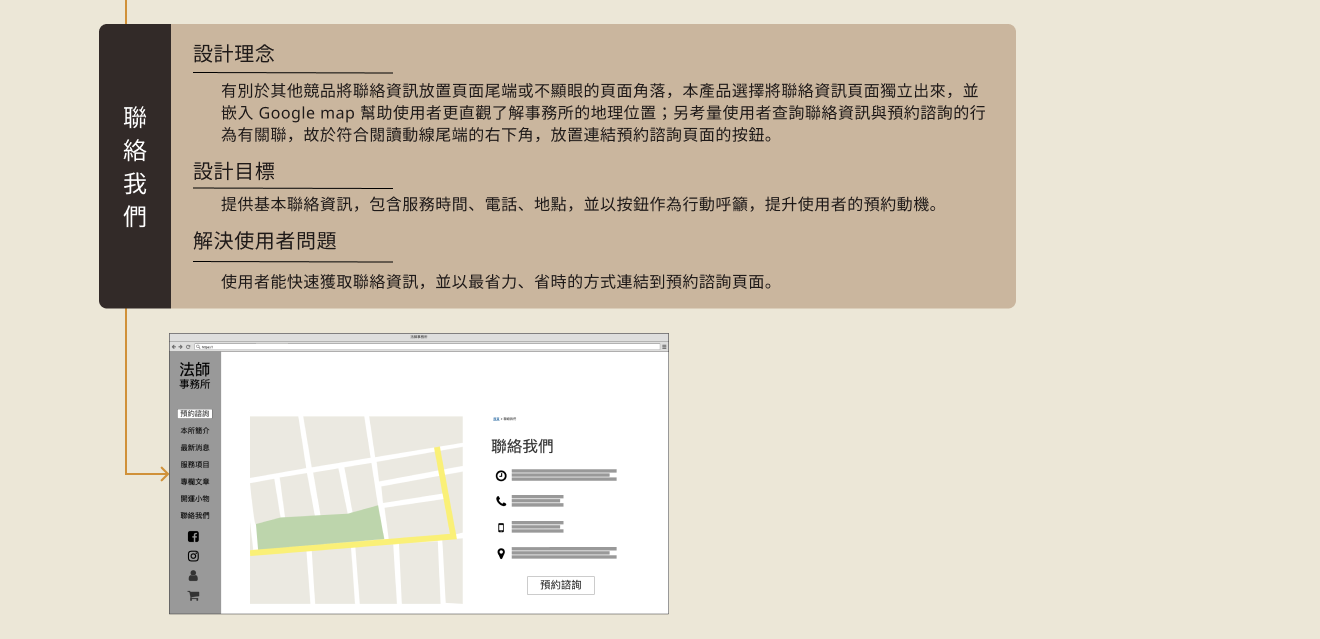 聯絡我們
設計理念
有別於其他競品將聯絡資訊放置頁面尾端或不顯眼的頁面角落，本產品選擇將聯絡資訊頁面獨立出來，並
嵌入 Google map 幫助使用者更直觀了解事務所的地理位置；另考量使用者查詢聯絡資訊與預約諮詢的行
為有關聯，故於符合閱讀動線尾端的右下角，放置連結預約諮詢頁面的按鈕。
設計目標
提供基本聯絡資訊，包含服務時間、電話、地點，並以按鈕作為行動呼籲，提升使用者的預約動機。
解決使用者問題
使用者能快速獲取聯絡資訊，並以最省力、省時的方式連結到預約諮詢頁面。
法師事務所
法師
事務所
預約諮詢
本所簡介
最新消息
服務項目
專欄文章
開運小物
聯絡我們
首頁 > 聯絡我們
聯絡我們
預約諮詢